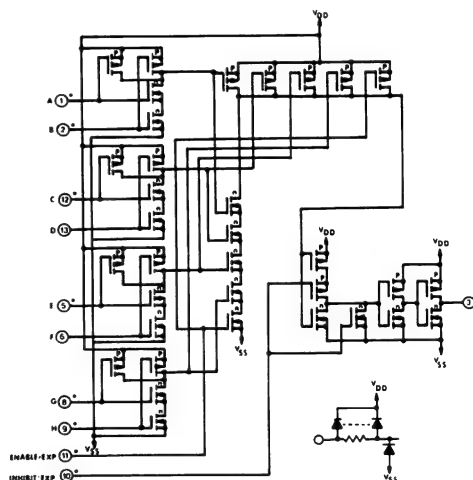 VDD
A 1 *
B 2 *
C 12 *
D 13 *
E 5 *
F 6 *
G 8 *
H 9 *
VSS
ENABLE-EXP 11 *
INHIBIT-EXP 10 *
VSS
VDD
VDD
3
VSS
VSS
VDD
VSS